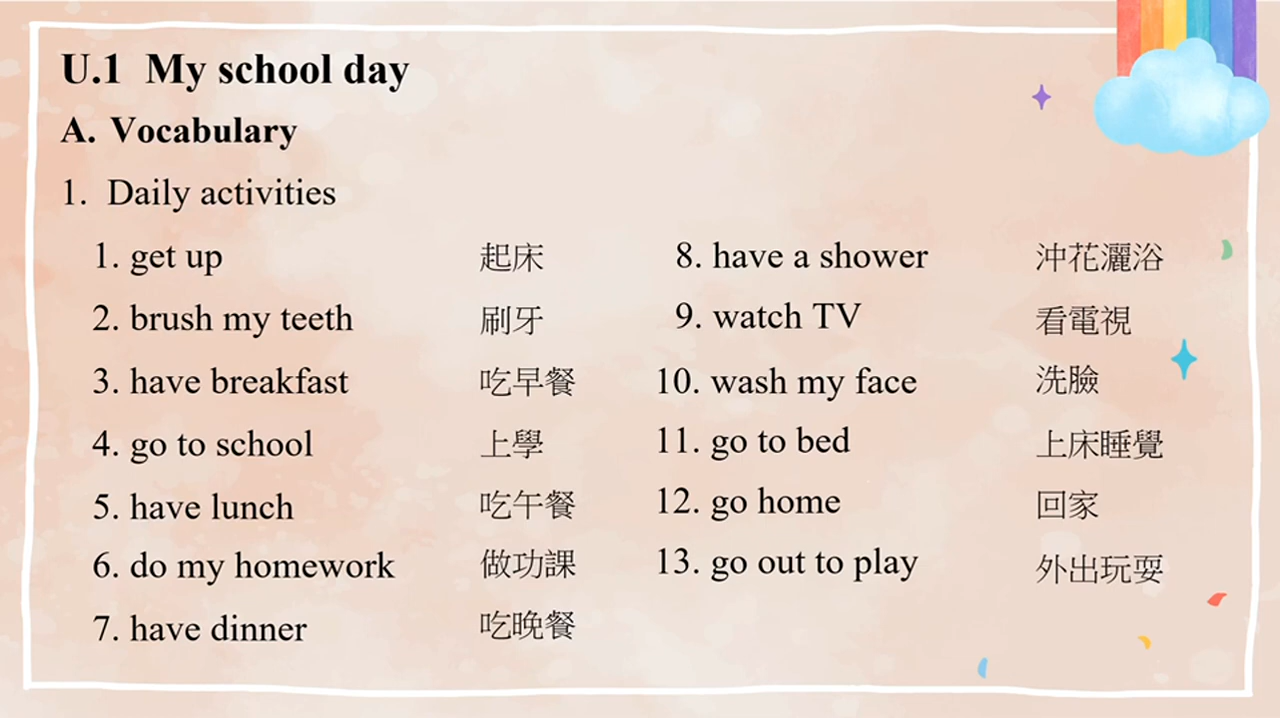 U.1 My school day
A. Vocabulary
1. Daily activities
1. get up 起床
2. brush my teeth 刷牙
3. have breakfast 吃早餐
4. go to school 上學
5. have lunch 吃午餐
6. do my homework 做功課
7. have dinner 吃晚餐
8. have a shower 沖花灑浴
9. watch TV 看電視
10. wash my face 洗臉
11. go to bed 上床睡覺
12. go home 回家
13. go out to play 外出玩耍